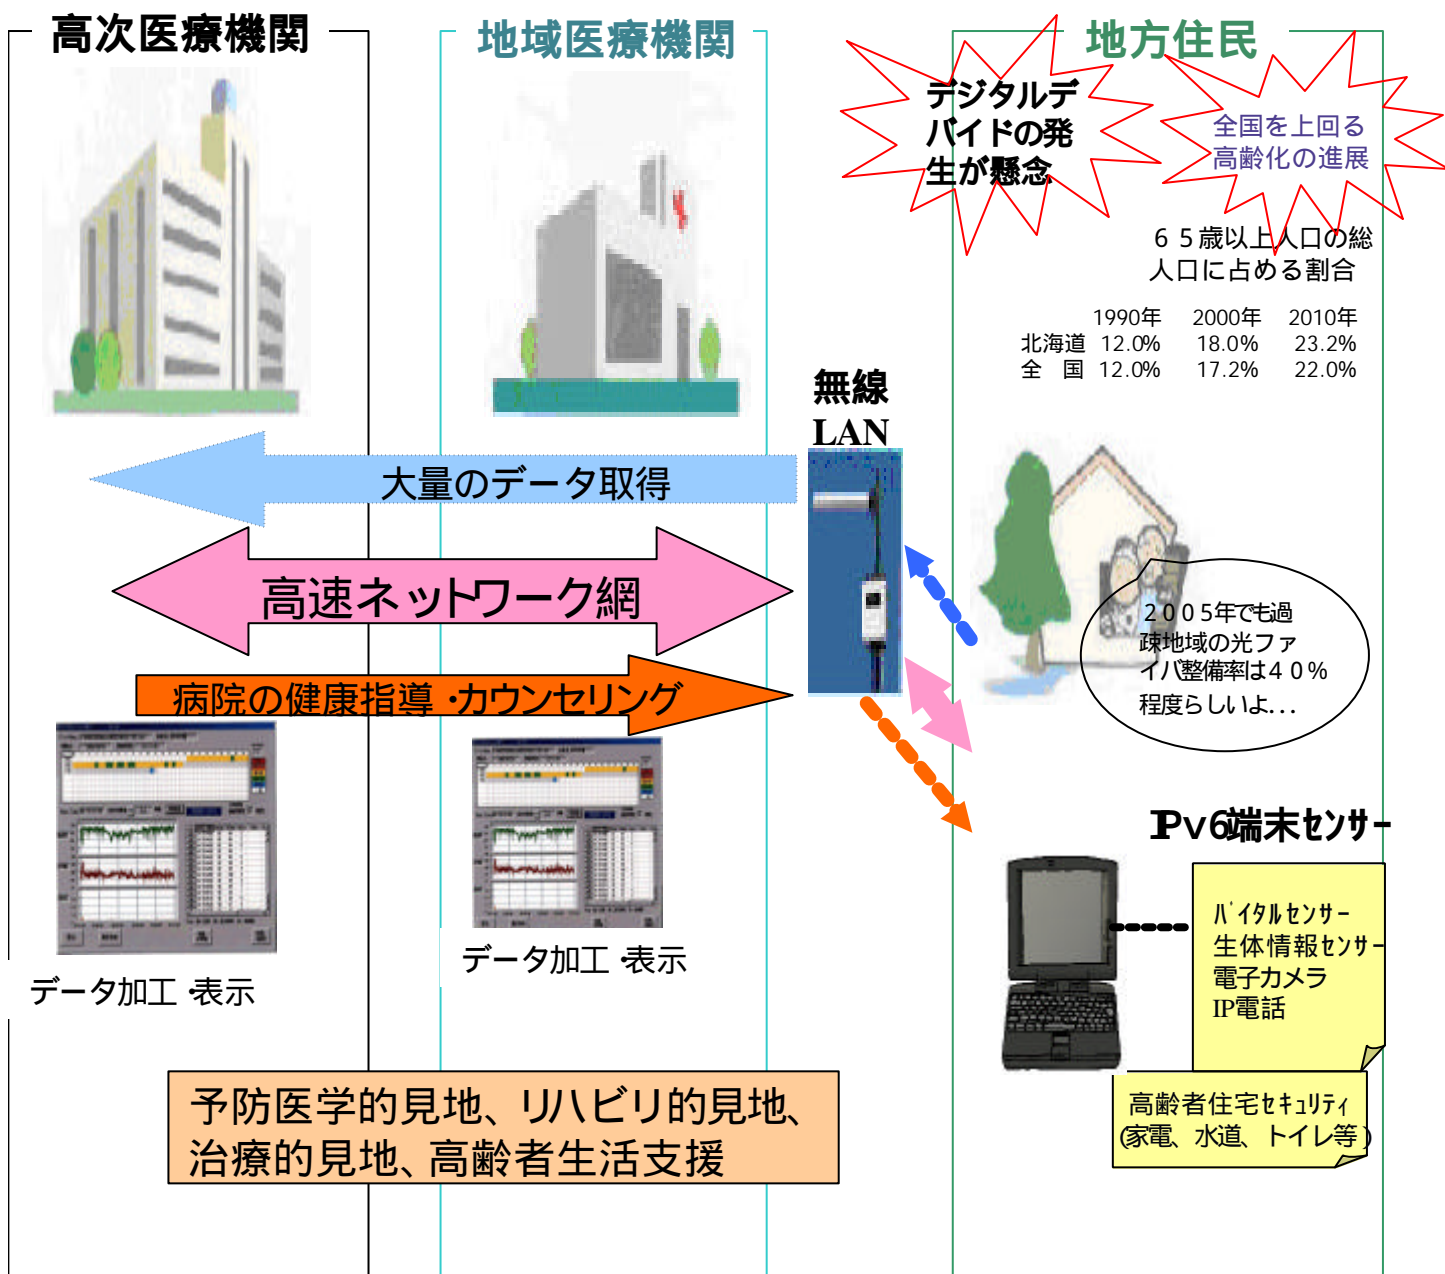 高次医療機関
地域医療機関
地方住民
デジタルデ
バイドの発
生が懸念
全国を上回る
高齢化の進展
６５歳以上人口の総
人口に占める割合
1990年 2000年 2010年
北海道 12.0% 18.0% 23.2%
全　国 12.0% 17.2% 22.0%
無線
LAN
大量のデータ取得
高速ネットワーク網
病院の健康指導・カウンセリング
２００５年でも過
疎地域の光ファ
イバ整備率は４０%
程度らしいよ...
データ加工・表示
データ加工・表示
IPv6端末センサー
バイタルセンサー
生体情報センサー
電子カメラ
IP電話
高齢者住宅セキュリティ
(家電、水道、トイレ等)
予防医学的見地、リハビリ的見地、
治療的見地、高齢者生活支援